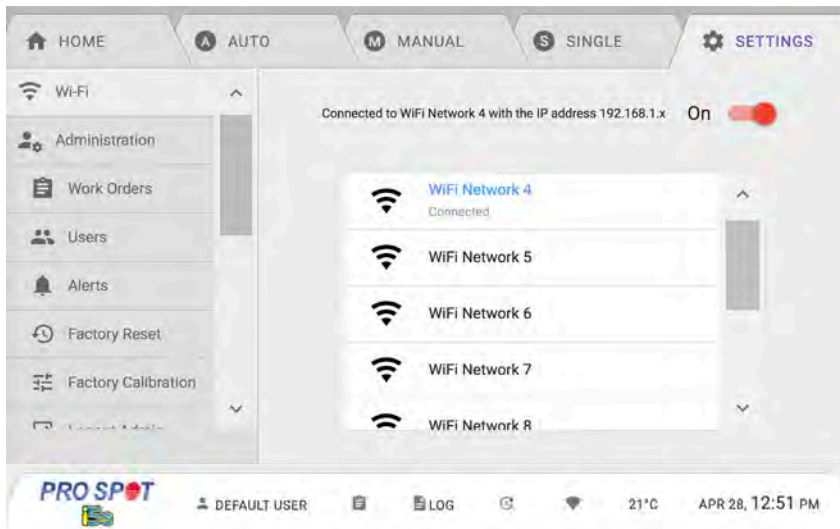 HOME
A AUTO
M MANUAL
S SINGLE
SETTINGS
Wi-Fi
Administration
Work Orders
Users
Alerts
Factory Reset
Factory Calibration
Connected to WiFi Network 4 with the IP address 192.168.1.x On
WiFi Network 4
Connected
WiFi Network 5
WiFi Network 6
WiFi Network 7
WiFi Network 8
PRO SPOT
i5s
DEFAULT USER
LOG
21°C
APR 28, 12:51 PM